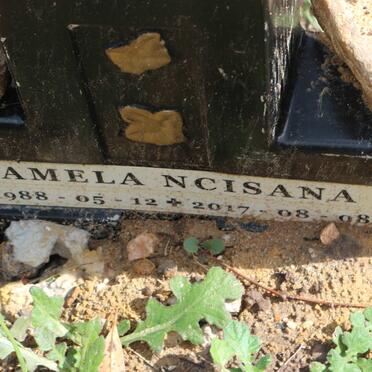 AMELA NCISANA
988 - 05 - 12 ✝ 2017 - 08 - 08